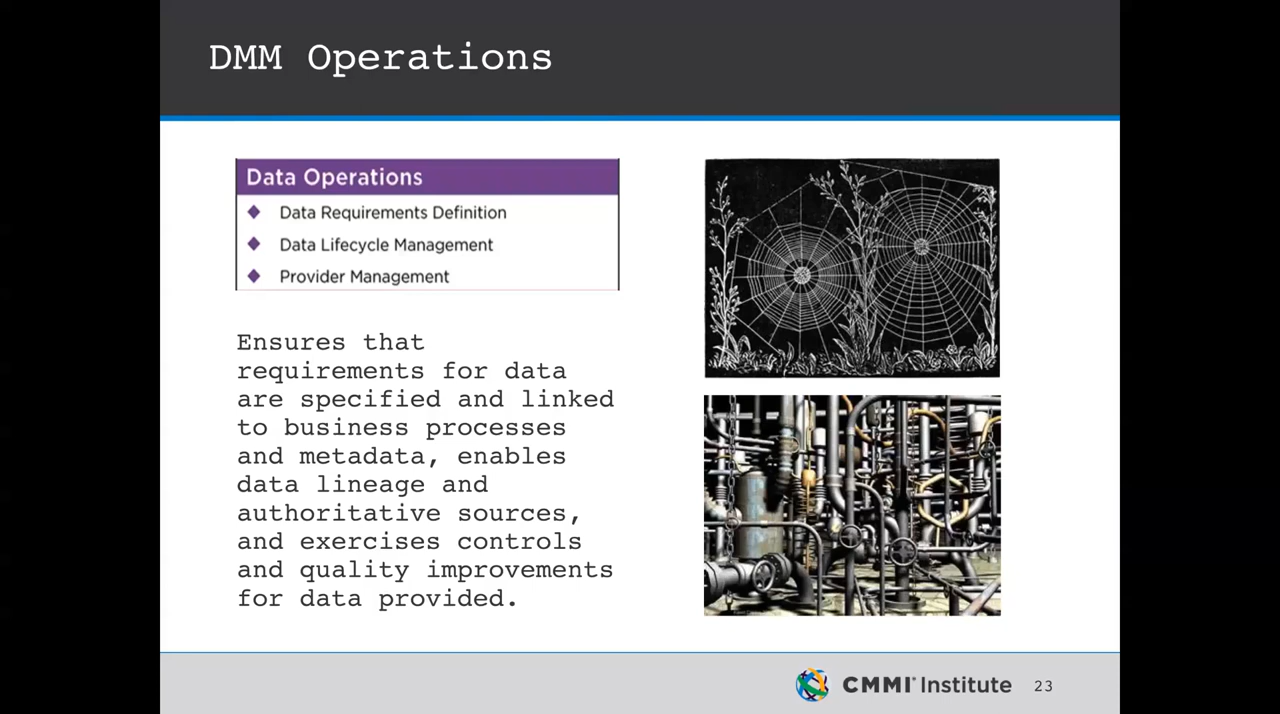 DMM Operations
Data Operations
Data Requirements Definition
Data Lifecycle Management
Provider Management
Ensures that
requirements for data
are specified and linked
to business processes
and metadata, enables
data lineage and
authoritative sources,
and exercises controls
and quality improvements
for data provided.
CMMI® Institute
23